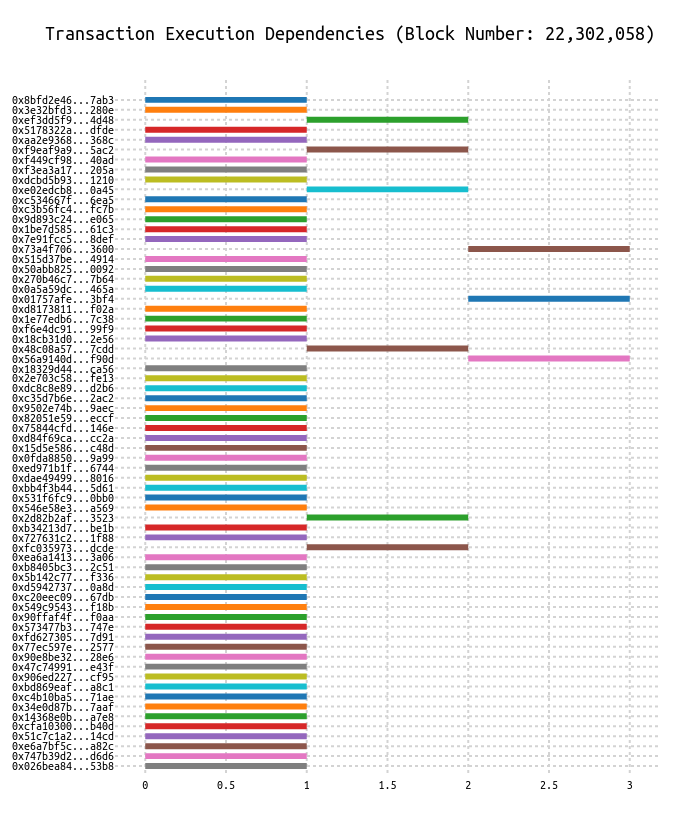 Transaction Execution Dependencies (Block Number: 22,302,058)
0x8bfd2e46...7ab3
0x3e32bfd3...280e
0xef3dd5f9...4d48
0x5178322a...dfde
0xaa2e9368...368c
0xf9eaf9a9...5ac2
0xf449cf98...40ad
0xf3ea3a17...205a
0xdcbd5b93...1210
0xe02edcb8...0a45
0xc534667f...6ea5
0xc3b56fc4...fc7b
0x9d893c24...e065
0x1be7d585...61c3
0x7e91fcc5...8def
0x73a4f706...3600
0x515d37be...4914
0x50abb825...0092
0x270b46c7...7b64
0x0a5a59dc...465a
0x01757afe...3bf4
0xd8173811...f02a
0x1e77edb6...7c38
0xf6e4dc91...99f9
0x18cb31d0...2e56
0x48c08a57...7cdd
0x56a9140d...f90d
0x18329d44...ca56
0x2e703c58...fe13
0xdc8c8e89...d2b6
0xc35d7b6e...2ac2
0x9502e74b...9aec
0x82051e59...eccf
0x75844cfd...146e
0xd84f69ca...cc2a
0x15d5e586...c48d
0x0fda8850...9a99
0xed971b1f...6744
0xdae49499...8016
0xbb4f3b44...5d61
0x531f6fc9...0bb0
0x546e58e3...a569
0x2d82b2af...3523
0xb34213d7...be1b
0x727631c2...1f88
0xfc035973...dcde
0xea6a1413...3a06
0xb8405bc3...2c51
0x5b142c77...f336
0xd5942737...0a8d
0xc20eec09...67db
0x549c9543...f18b
0x90ffaf4f...f0aa
0x573477b3...747e
0xfd627305...7d91
0x77ec597e...2577
0x90e8be32...28e6
0x47c74991...e43f
0x906ed227...cf95
0xbd869eaf...a8c1
0xc4b10ba5...71ae
0x34e0d87b...7aaf
0x14368e0b...a7e8
0xcfa10300...b40d
0x51c7c1a2...14cd
0xe6a7bf5c...a82c
0x747b39d2...d6d6
0x026bea84...53b8
0 0.5 1 1.5 2 2.5 3